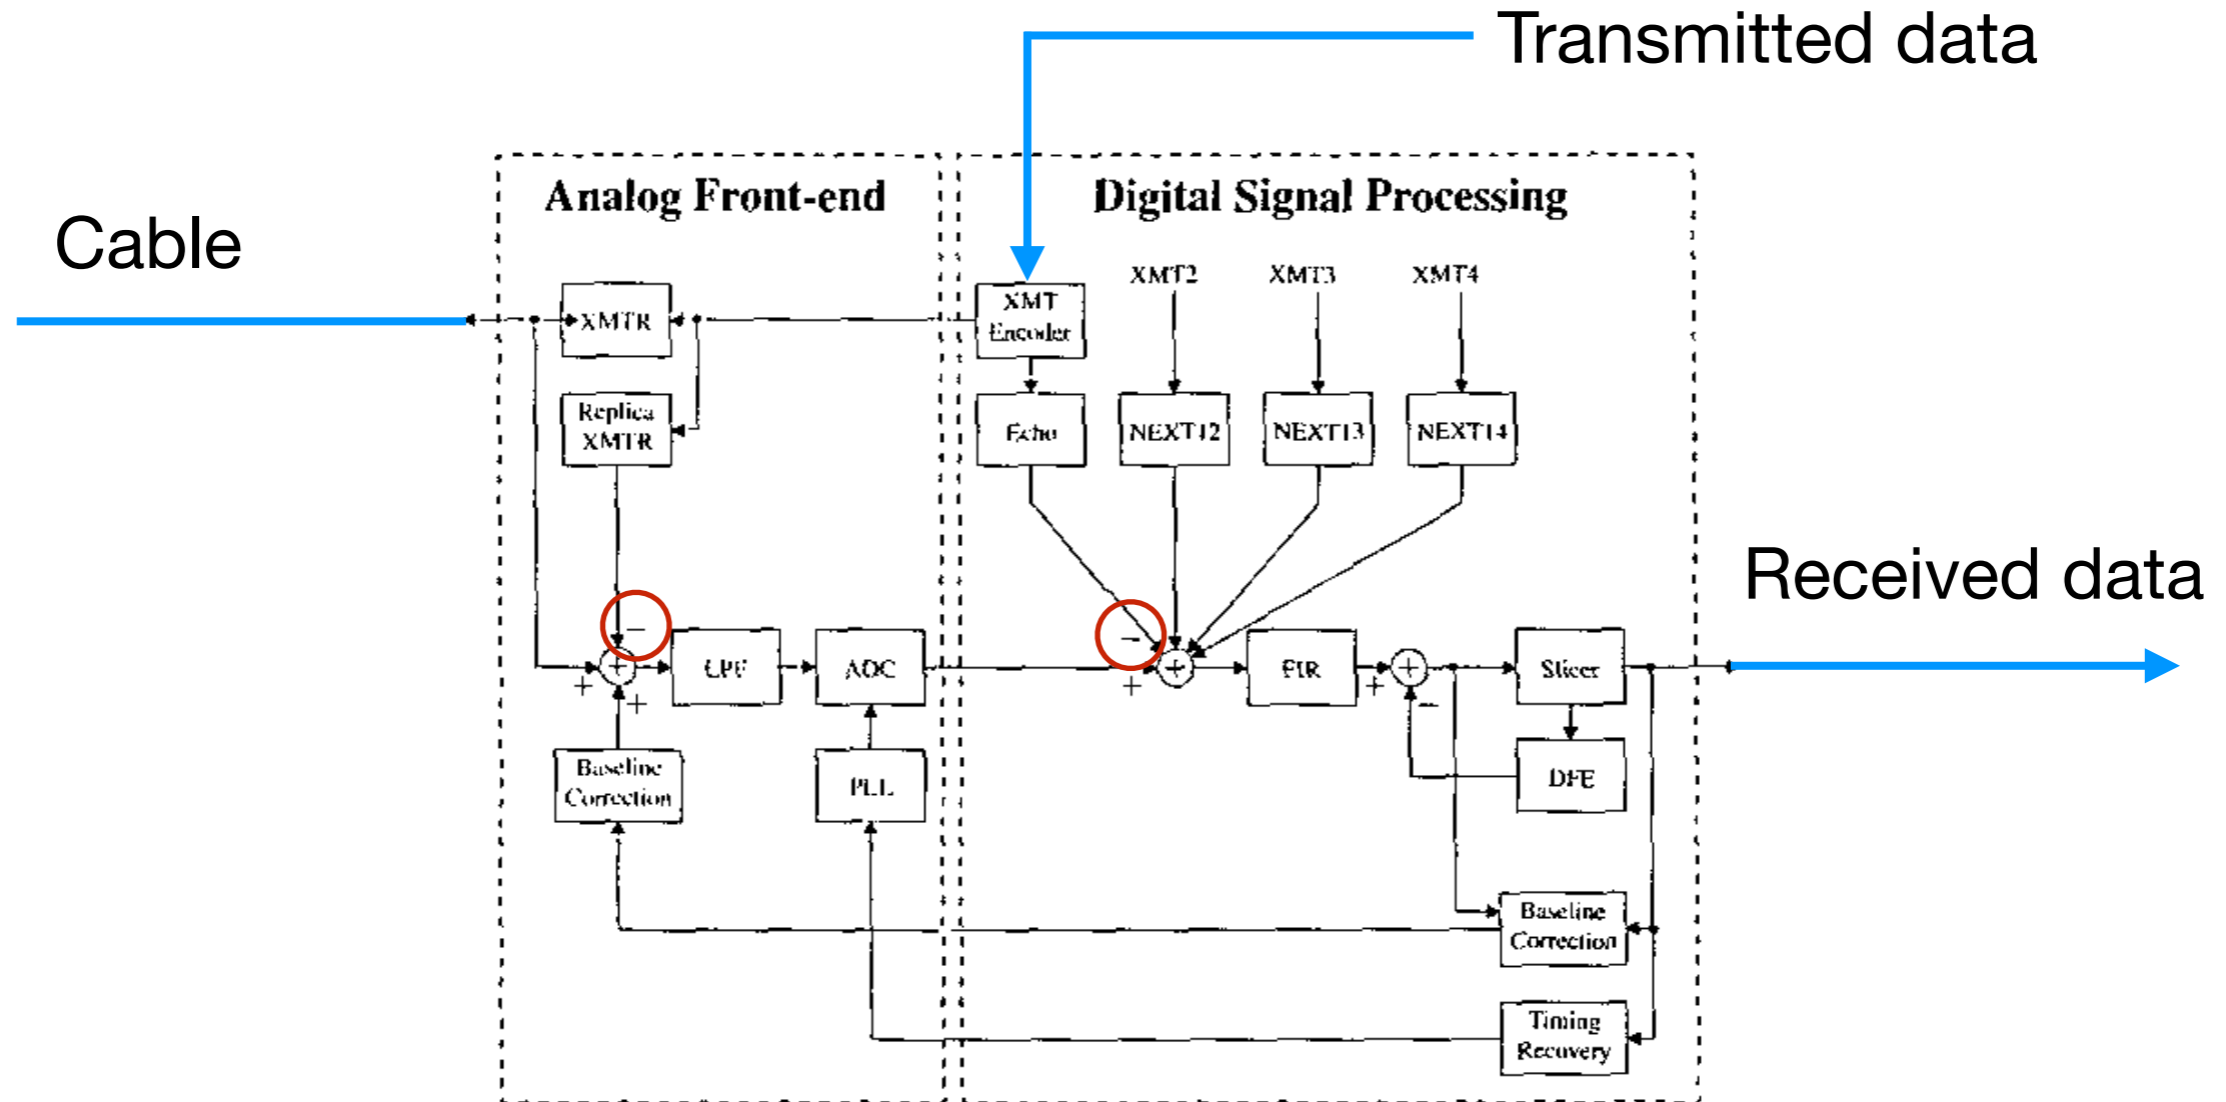 Transmitted data
Analog Front-end
Digital Signal Processing
Cable
XMT2
XMT3
XMT4
XMTR
XMT
Encoder
Replica
XMTR
Echo
NEXT12
NEXT13
NEXT14
Received data
−
−
+
LPF
ADC
+
FIR
+
Slicer
+
+
+
+
−
Baseline
Correction
PLL
DFE
Baseline
Correction
Timing
Recovery